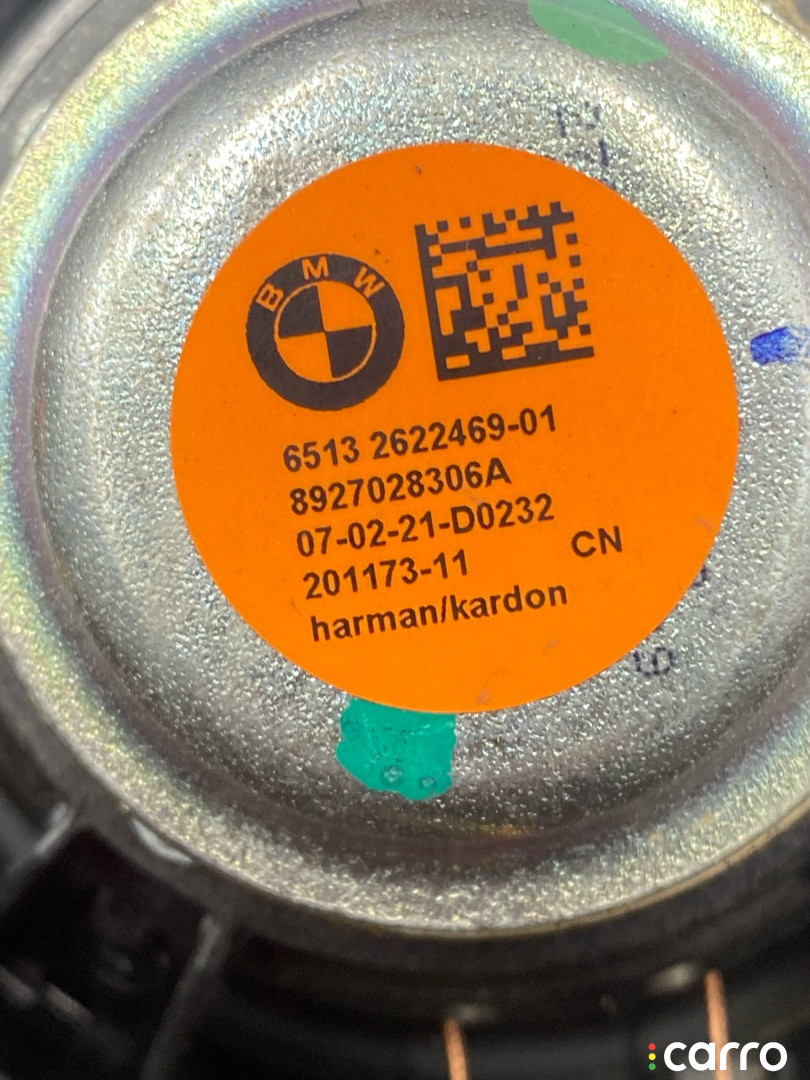 BMW
6513 2622469-01
8927028306A
07-02-21-D0232
201173-11 CN
harman/kardon
carro